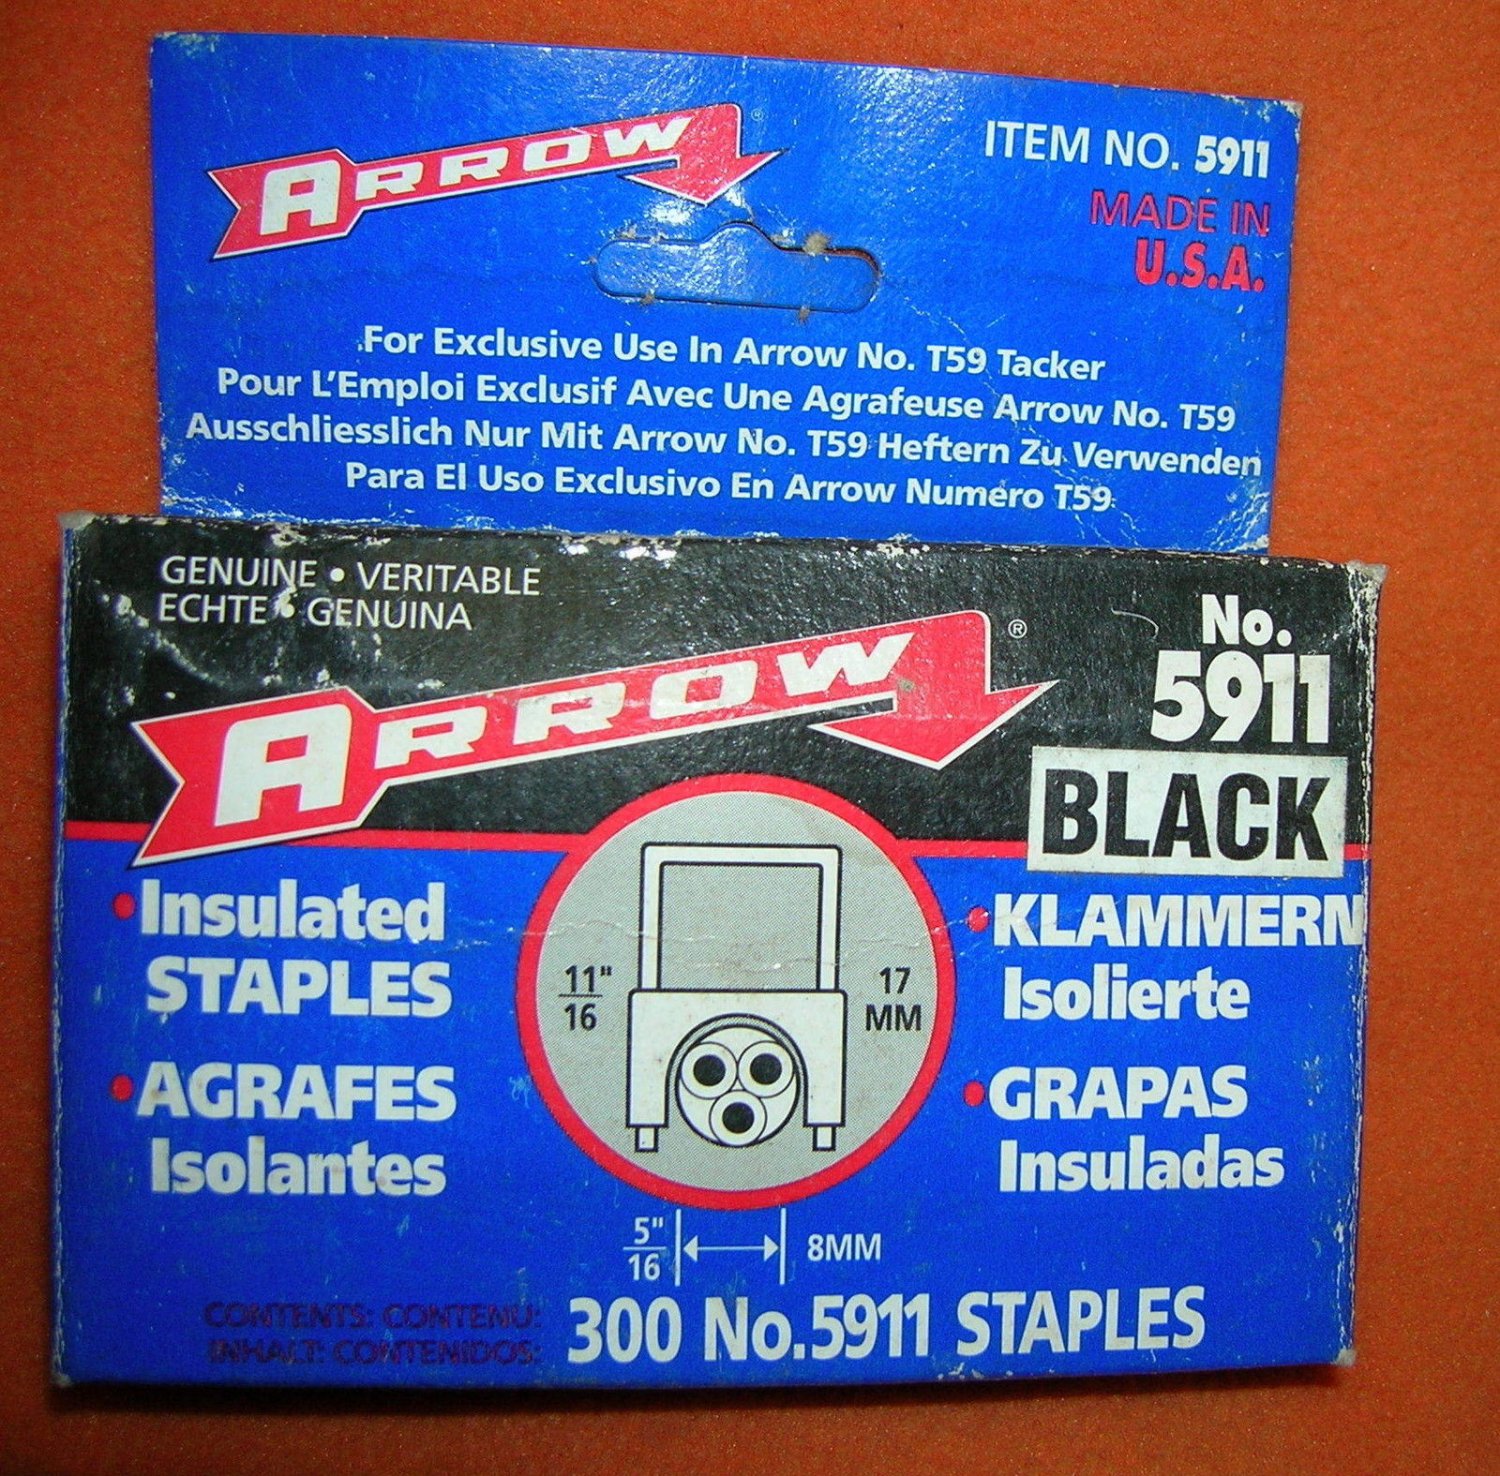 ARROW ®
ITEM NO. 5911
MADE IN
U.S.A.
For Exclusive Use In Arrow No. T59 Tacker
Pour L'Emploi Exclusif Avec Une Agrafeuse Arrow No. T59
Ausschliesslich Nur Mit Arrow No. T59 Heftern Zu Verwenden
Para El Uso Exclusivo En Arrow Numero T59
GENUINE • VERITABLE
ECHTE • GENUINA
ARROW ®
No.
5911
BLACK
• Insulated
STAPLES
• AGRAFES
Isolantes
11"
16
17
MM
• KLAMMERN
Isolierte
• GRAPAS
Insuladas
5"
16
8MM
CONTENTS: CONTENU:
INHALT: CONTENIDOS:
300 No.5911 STAPLES